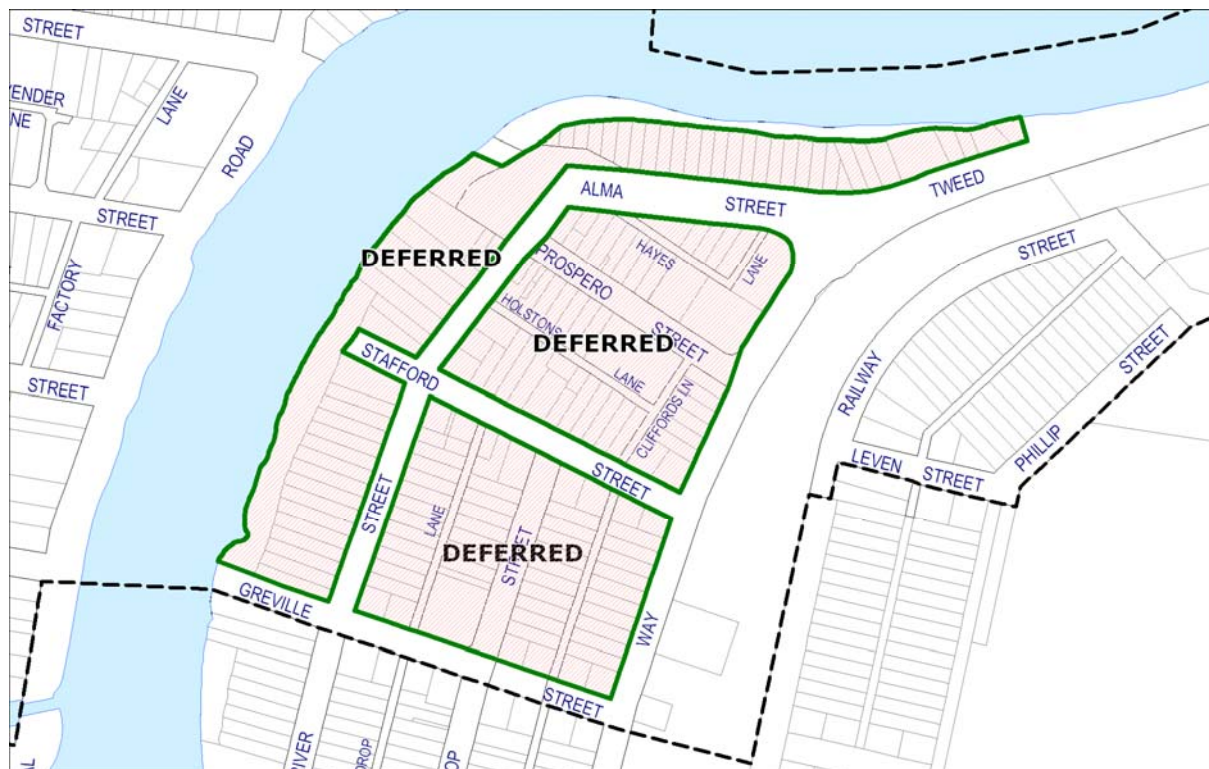 STREET
VENDER
NE
LANE
ROAD
STREET
FACTORY
STREET
ALMA
STREET
TWEED
DEFERRED
HAYES
LANE
PROSPERO
STREET
HOLSTONS
LANE
DEFERRED
CLIFFORDS LN
STAFFORD
STREET
STREET
RAILWAY
STREET
PHILLIP
STREET
LEVEN
STREET
LANE
STREET
DEFERRED
STREET
WAY
GREVILLE
STREET
RIVER
DROP
OP
AL